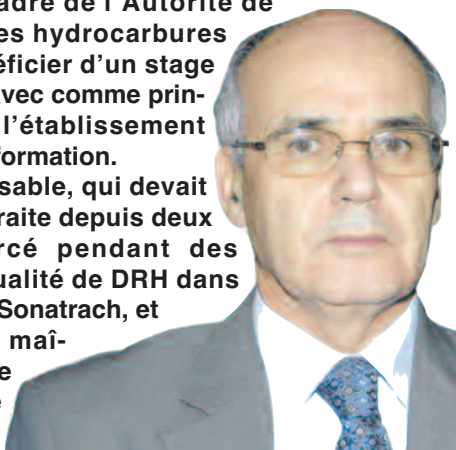 adre de l'Autorité de
es hydrocarbures
éficier d'un stage
avec comme prin-
l'établissement
formation.
sable, qui devait
raite depuis deux
rcé pendant des
ualité de DRH dans
Sonatrach, et
maî-
e